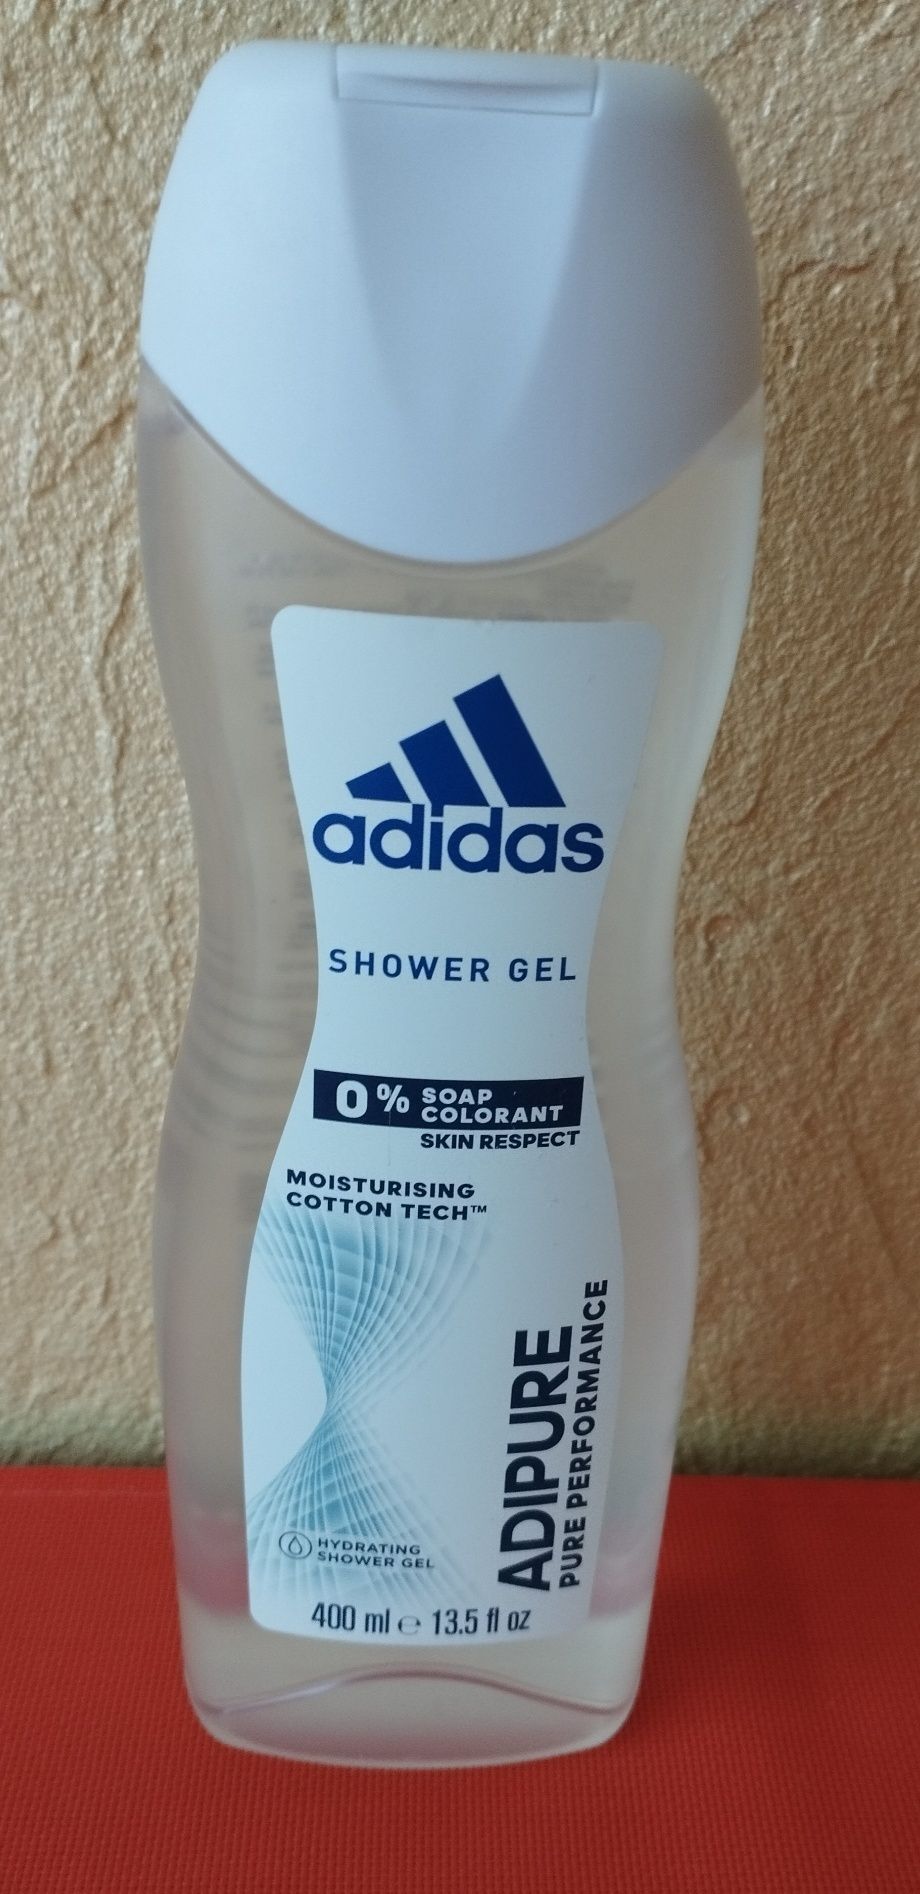 adidas
SHOWER GEL
0% SOAP
COLORANT
SKIN RESPECT
MOISTURISING
COTTON TECH™
ADIPURE
PURE PERFORMANCE
HYDRATING
SHOWER GEL
400 ml ℮ 13.5 fl oz